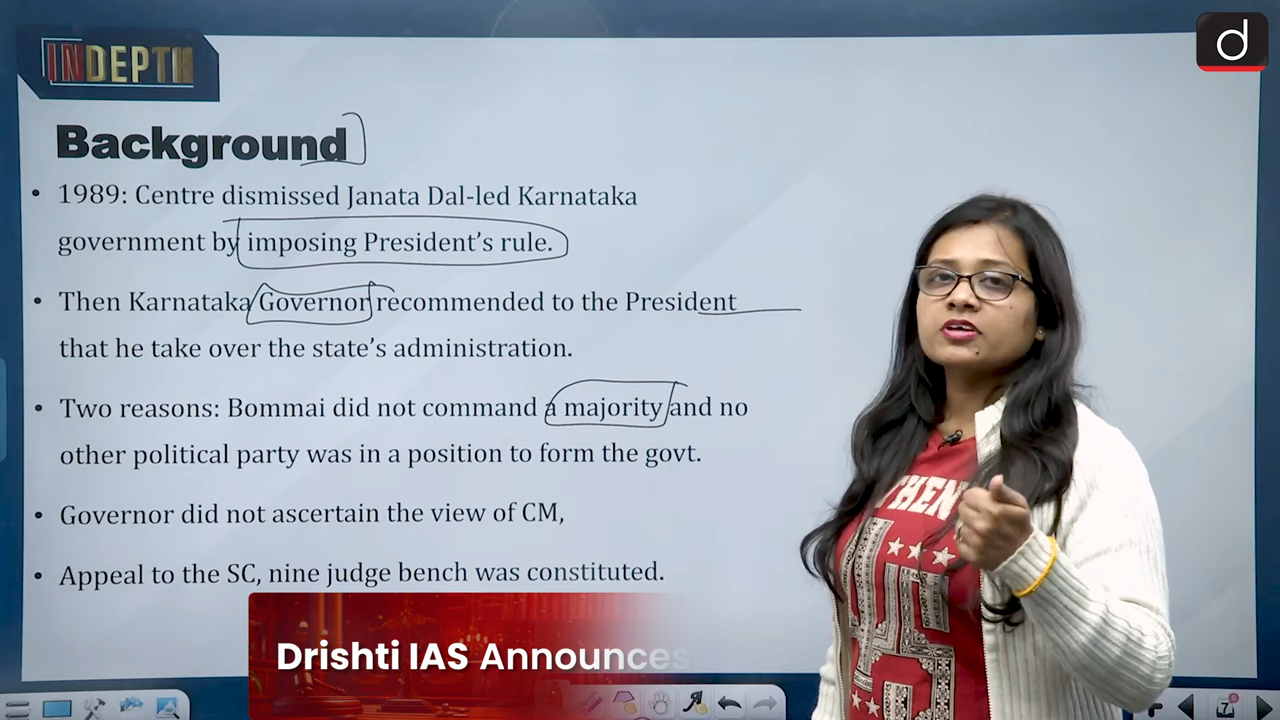 INDEPTH
d
Background
• 1989: Centre dismissed Janata Dal-led Karnataka
government by imposing President's rule.
• Then Karnataka Governor recommended to the President
that he take over the state's administration.
• Two reasons: Bommai did not command a majority and no
other political party was in a position to form the govt.
• Governor did not ascertain the view of CM,
• Appeal to the SC, nine judge bench was constituted.
Drishti IAS Announces
7